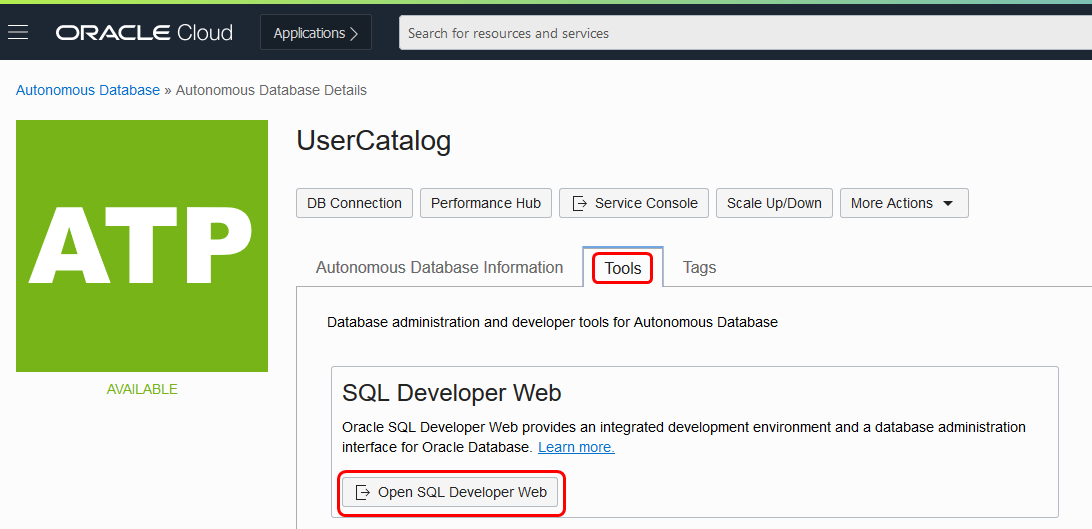 ORACLE Cloud
Applications
Search for resources and services
Autonomous Database » Autonomous Database Details
ATP
AVAILABLE
UserCatalog
DB Connection
Performance Hub
Service Console
Scale Up/Down
More Actions
Autonomous Database Information
Tools
Tags
Database administration and developer tools for Autonomous Database
SQL Developer Web
Oracle SQL Developer Web provides an integrated development environment and a database administration
interface for Oracle Database. Learn more.
Open SQL Developer Web